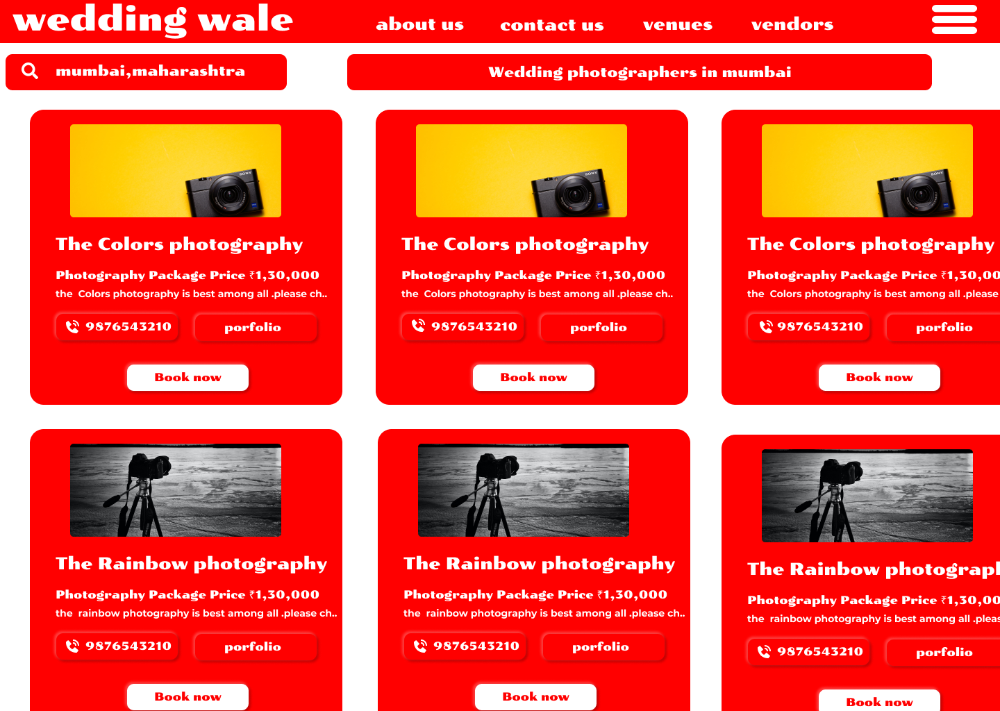 wedding wale
about us
contact us
venues
vendors
mumbai,maharashtra
Wedding photographers in mumbai
SONY
SONY
SONY
The Colors photography
The Colors photography
The Colors photography
Photography Package Price ₹1,30,000
Photography Package Price ₹1,30,000
Photography Package Price ₹1,30,00
the Colors photography is best among all .please ch..
the Colors photography is best among all .please ch..
the Colors photography is best among all .please
9876543210
porfolio
9876543210
porfolio
9876543210
porfolio
Book now
Book now
Book now
The Rainbow photography
The Rainbow photography
The Rainbow photograph
Photography Package Price ₹1,30,000
Photography Package Price ₹1,30,000
Photography Package Price ₹1,30,00
the rainbow photography is best among all .please ch..
the rainbow photography is best among all .please ch..
the rainbow photography is best among all .pleas
9876543210
porfolio
9876543210
porfolio
9876543210
porfolio
Book now
Book now
Book now